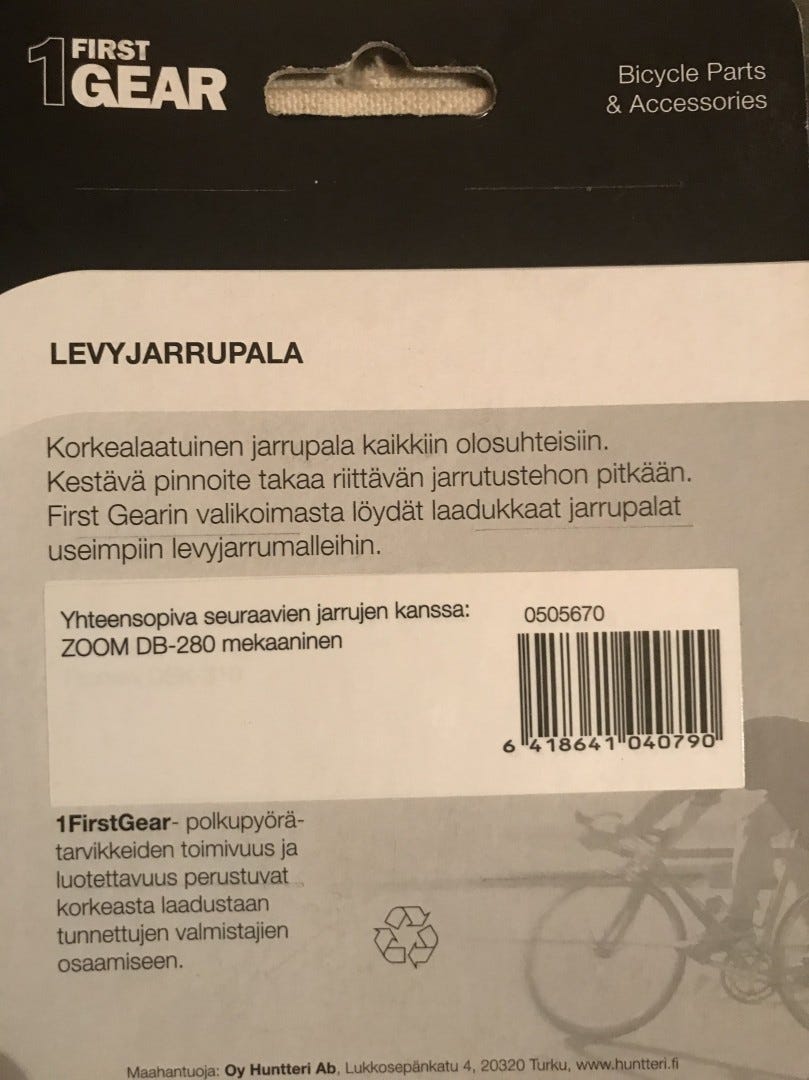 1 FIRST
GEAR
Bicycle Parts
& Accessories
LEVYJARRUPALA
Korkealaatuinen jarrupala kaikkiin olosuhteisiin.
Kestävä pinnoite takaa riittävän jarrutustehon pitkään.
First Gearin valikoimasta löydät laadukkaat jarrupalat
useimpiin levyjarrumalleihin.
Yhteensopiva seuraavien jarrujen kanssa:
ZOOM DB-280 mekaaninen
0505670
6 418641 040790
1FirstGear- polkupyörä-
tarvikkeiden toimivuus ja
luotettavuus perustuvat
korkeasta laadustaan
tunnettujen valmistajien
osaamiseen.
Maahantuoja: Oy Huntteri Ab, Lukkosepänkatu 4, 20320 Turku, www.huntteri.fi